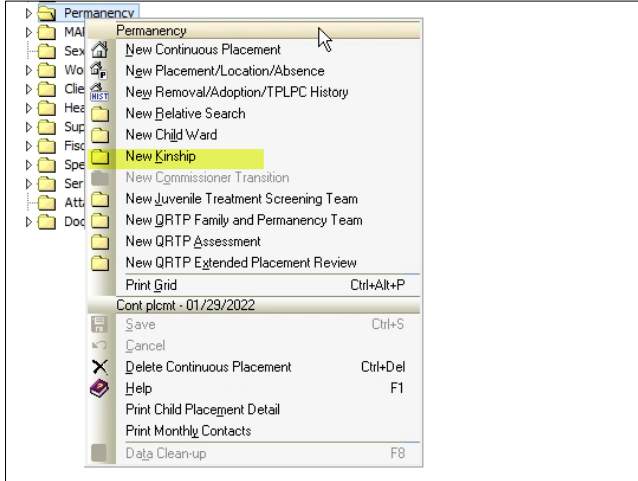 Permanency
MAI
Sex
Wo
Clie
Hea
Sup
Fisc
Spe
Ser
Att
Doc
Permanency
New Continuous Placement
New Placement/Location/Absence
HIST New Removal/Adoption/TPLPC History
New Relative Search
New Child Ward
New Kinship
New Commissioner Transition
New Juvenile Treatment Screening Team
New QRTP Family and Permanency Team
New QRTP Assessment
New QRTP Extended Placement Review
Print Grid Ctrl+Alt+P
Cont plcmt - 01/29/2022
Save Ctrl+S
Cancel
Delete Continuous Placement Ctrl+Del
Help F1
Print Child Placement Detail
Print Monthly Contacts
Data Clean-up F8